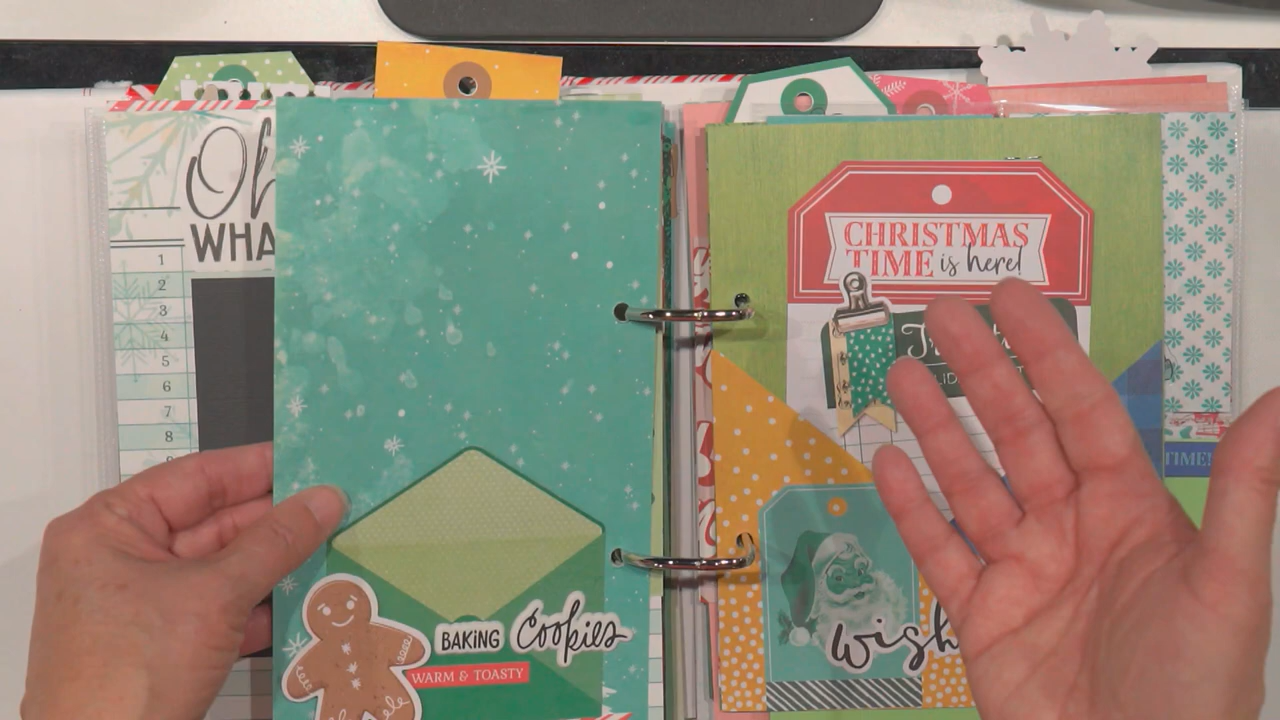 WHA
1
2
3
4
5
6
7
8
BAKING Cookies
WARM & TOASTY
CHRISTMAS
TIME is here!
Wish
TIME!